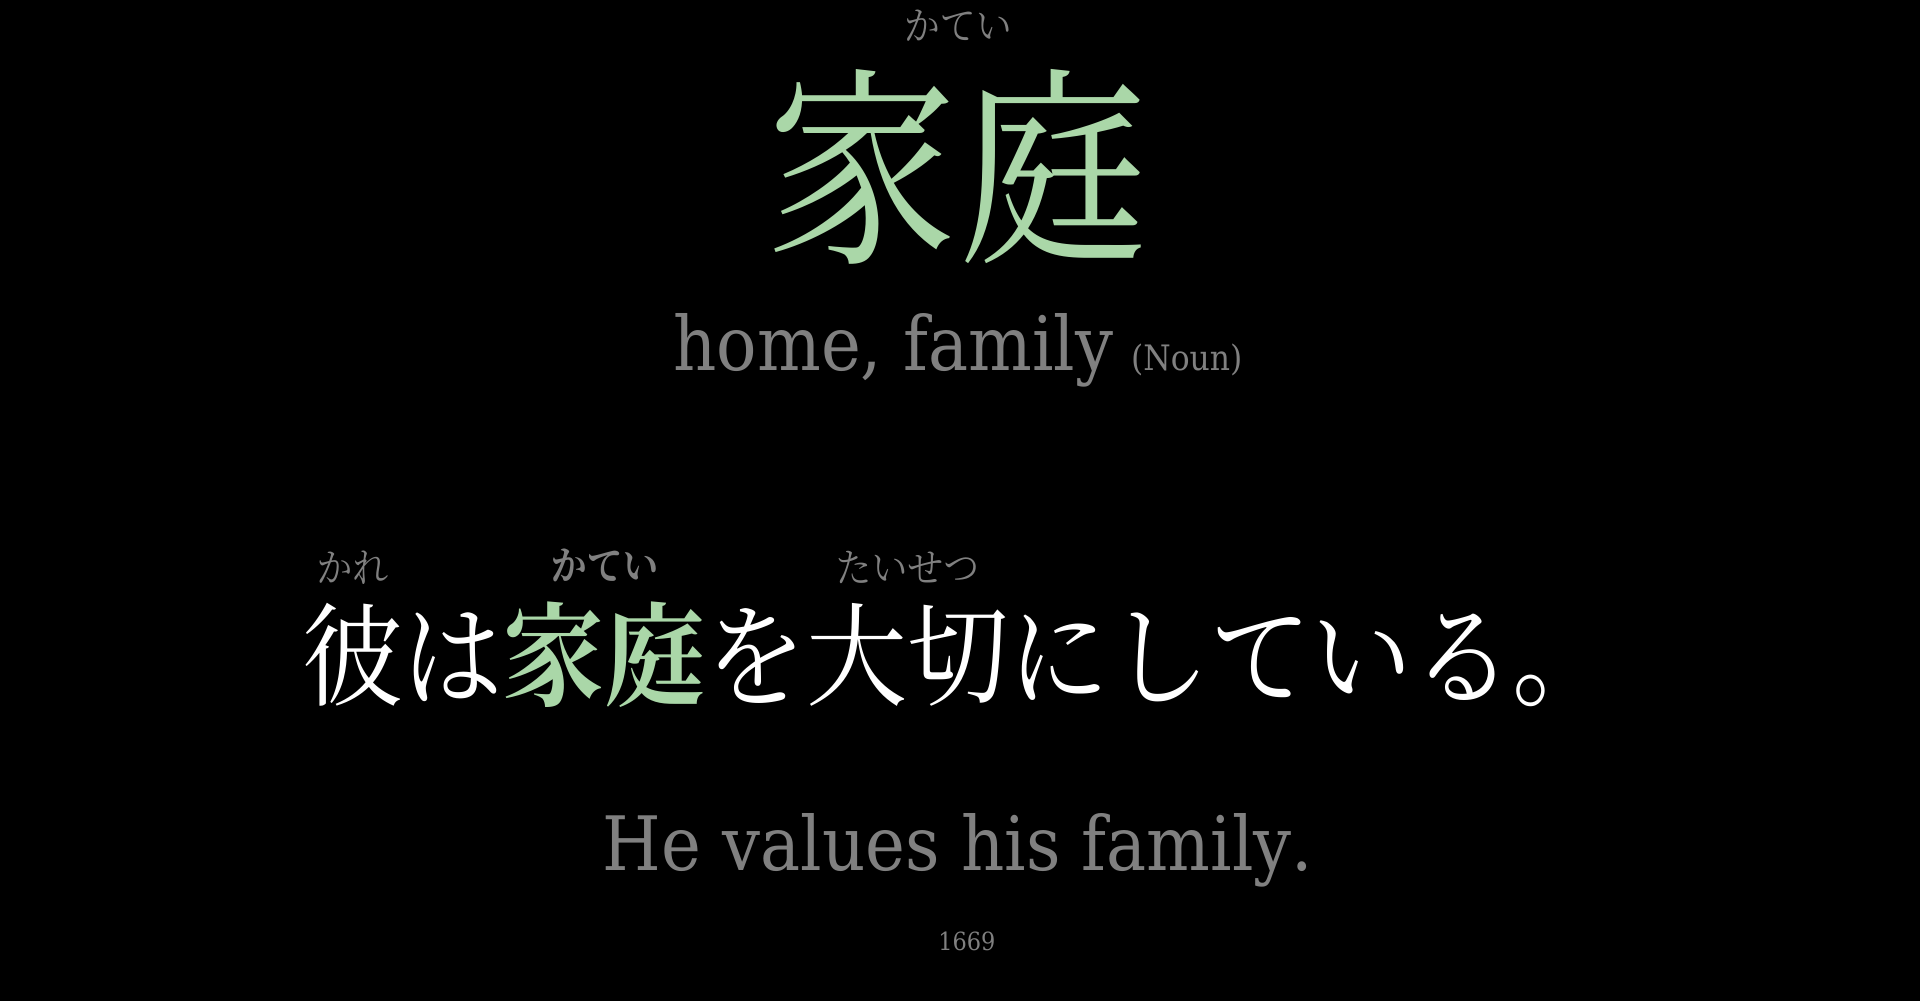 かてい
家庭
home, family (Noun)
かれ かてい たいせつ
彼は家庭を大切にしている。
He values his family.
1669